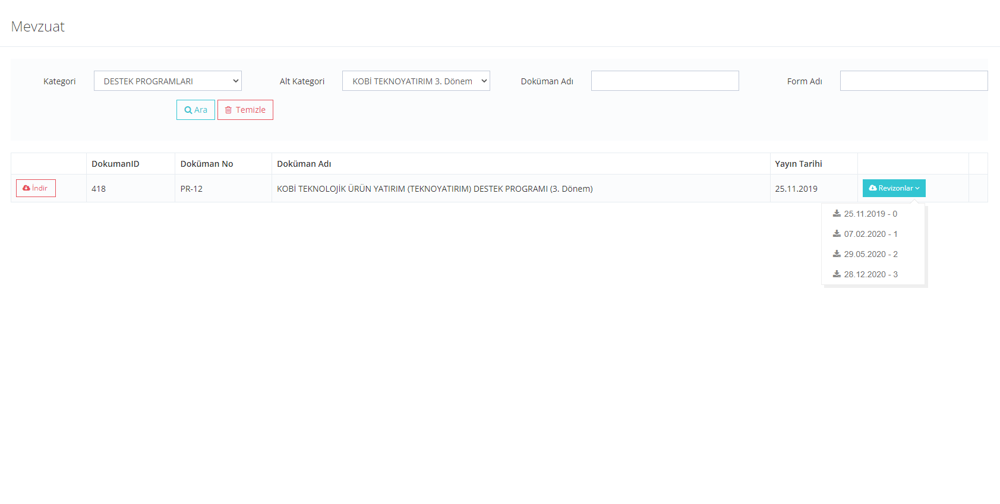 Mevzuat
Kategori DESTEK PROGRAMLARI Alt Kategori KOBİ TEKNOYATIRIM 3. Dönem Doküman Adı Form Adı
Ara Temizle
DokumanID Doküman No Doküman Adı Yayın Tarihi
İndir 418 PR-12 KOBİ TEKNOLOJİK ÜRÜN YATIRIM (TEKNOYATIRIM) DESTEK PROGRAMI (3. Dönem) 25.11.2019 Revizonlar
25.11.2019 - 0
07.02.2020 - 1
29.05.2020 - 2
28.12.2020 - 3